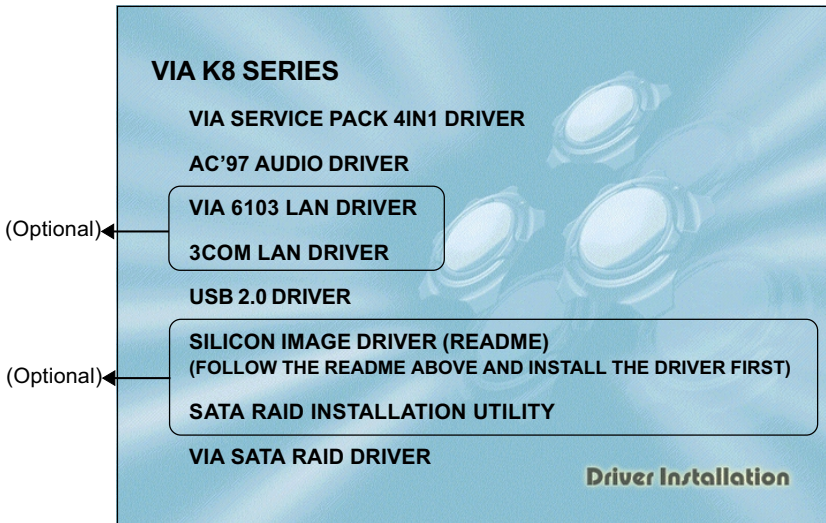 VIA K8 SERIES
VIA SERVICE PACK 4IN1 DRIVER
AC’97 AUDIO DRIVER
(Optional)
VIA 6103 LAN DRIVER
3COM LAN DRIVER
USB 2.0 DRIVER
(Optional)
SILICON IMAGE DRIVER (README)
(FOLLOW THE README ABOVE AND INSTALL THE DRIVER FIRST)
SATA RAID INSTALLATION UTILITY
VIA SATA RAID DRIVER
Driver Installation